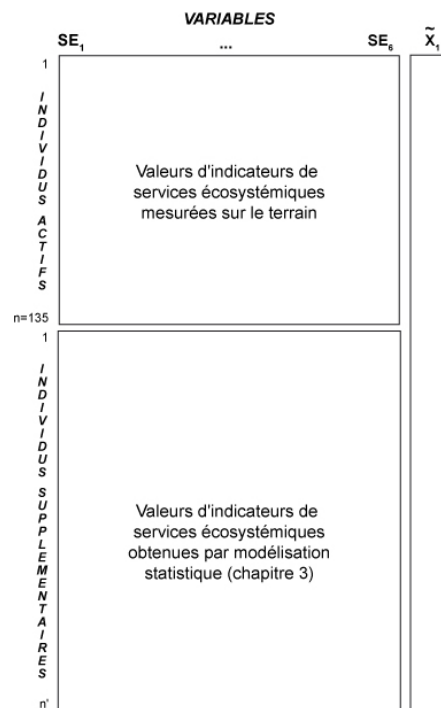 VARIABLES
SE1 ... SE6 X̃1
1
INDIVIDUS ACTIFS
Valeurs d'indicateurs de
services écosystémiques
mesurées sur le terrain
n=135
1
INDIVIDUS SUPPLEMENTAIRES
Valeurs d'indicateurs de
services écosystémiques
obtenues par modélisation
statistique (chapitre 3)
n'